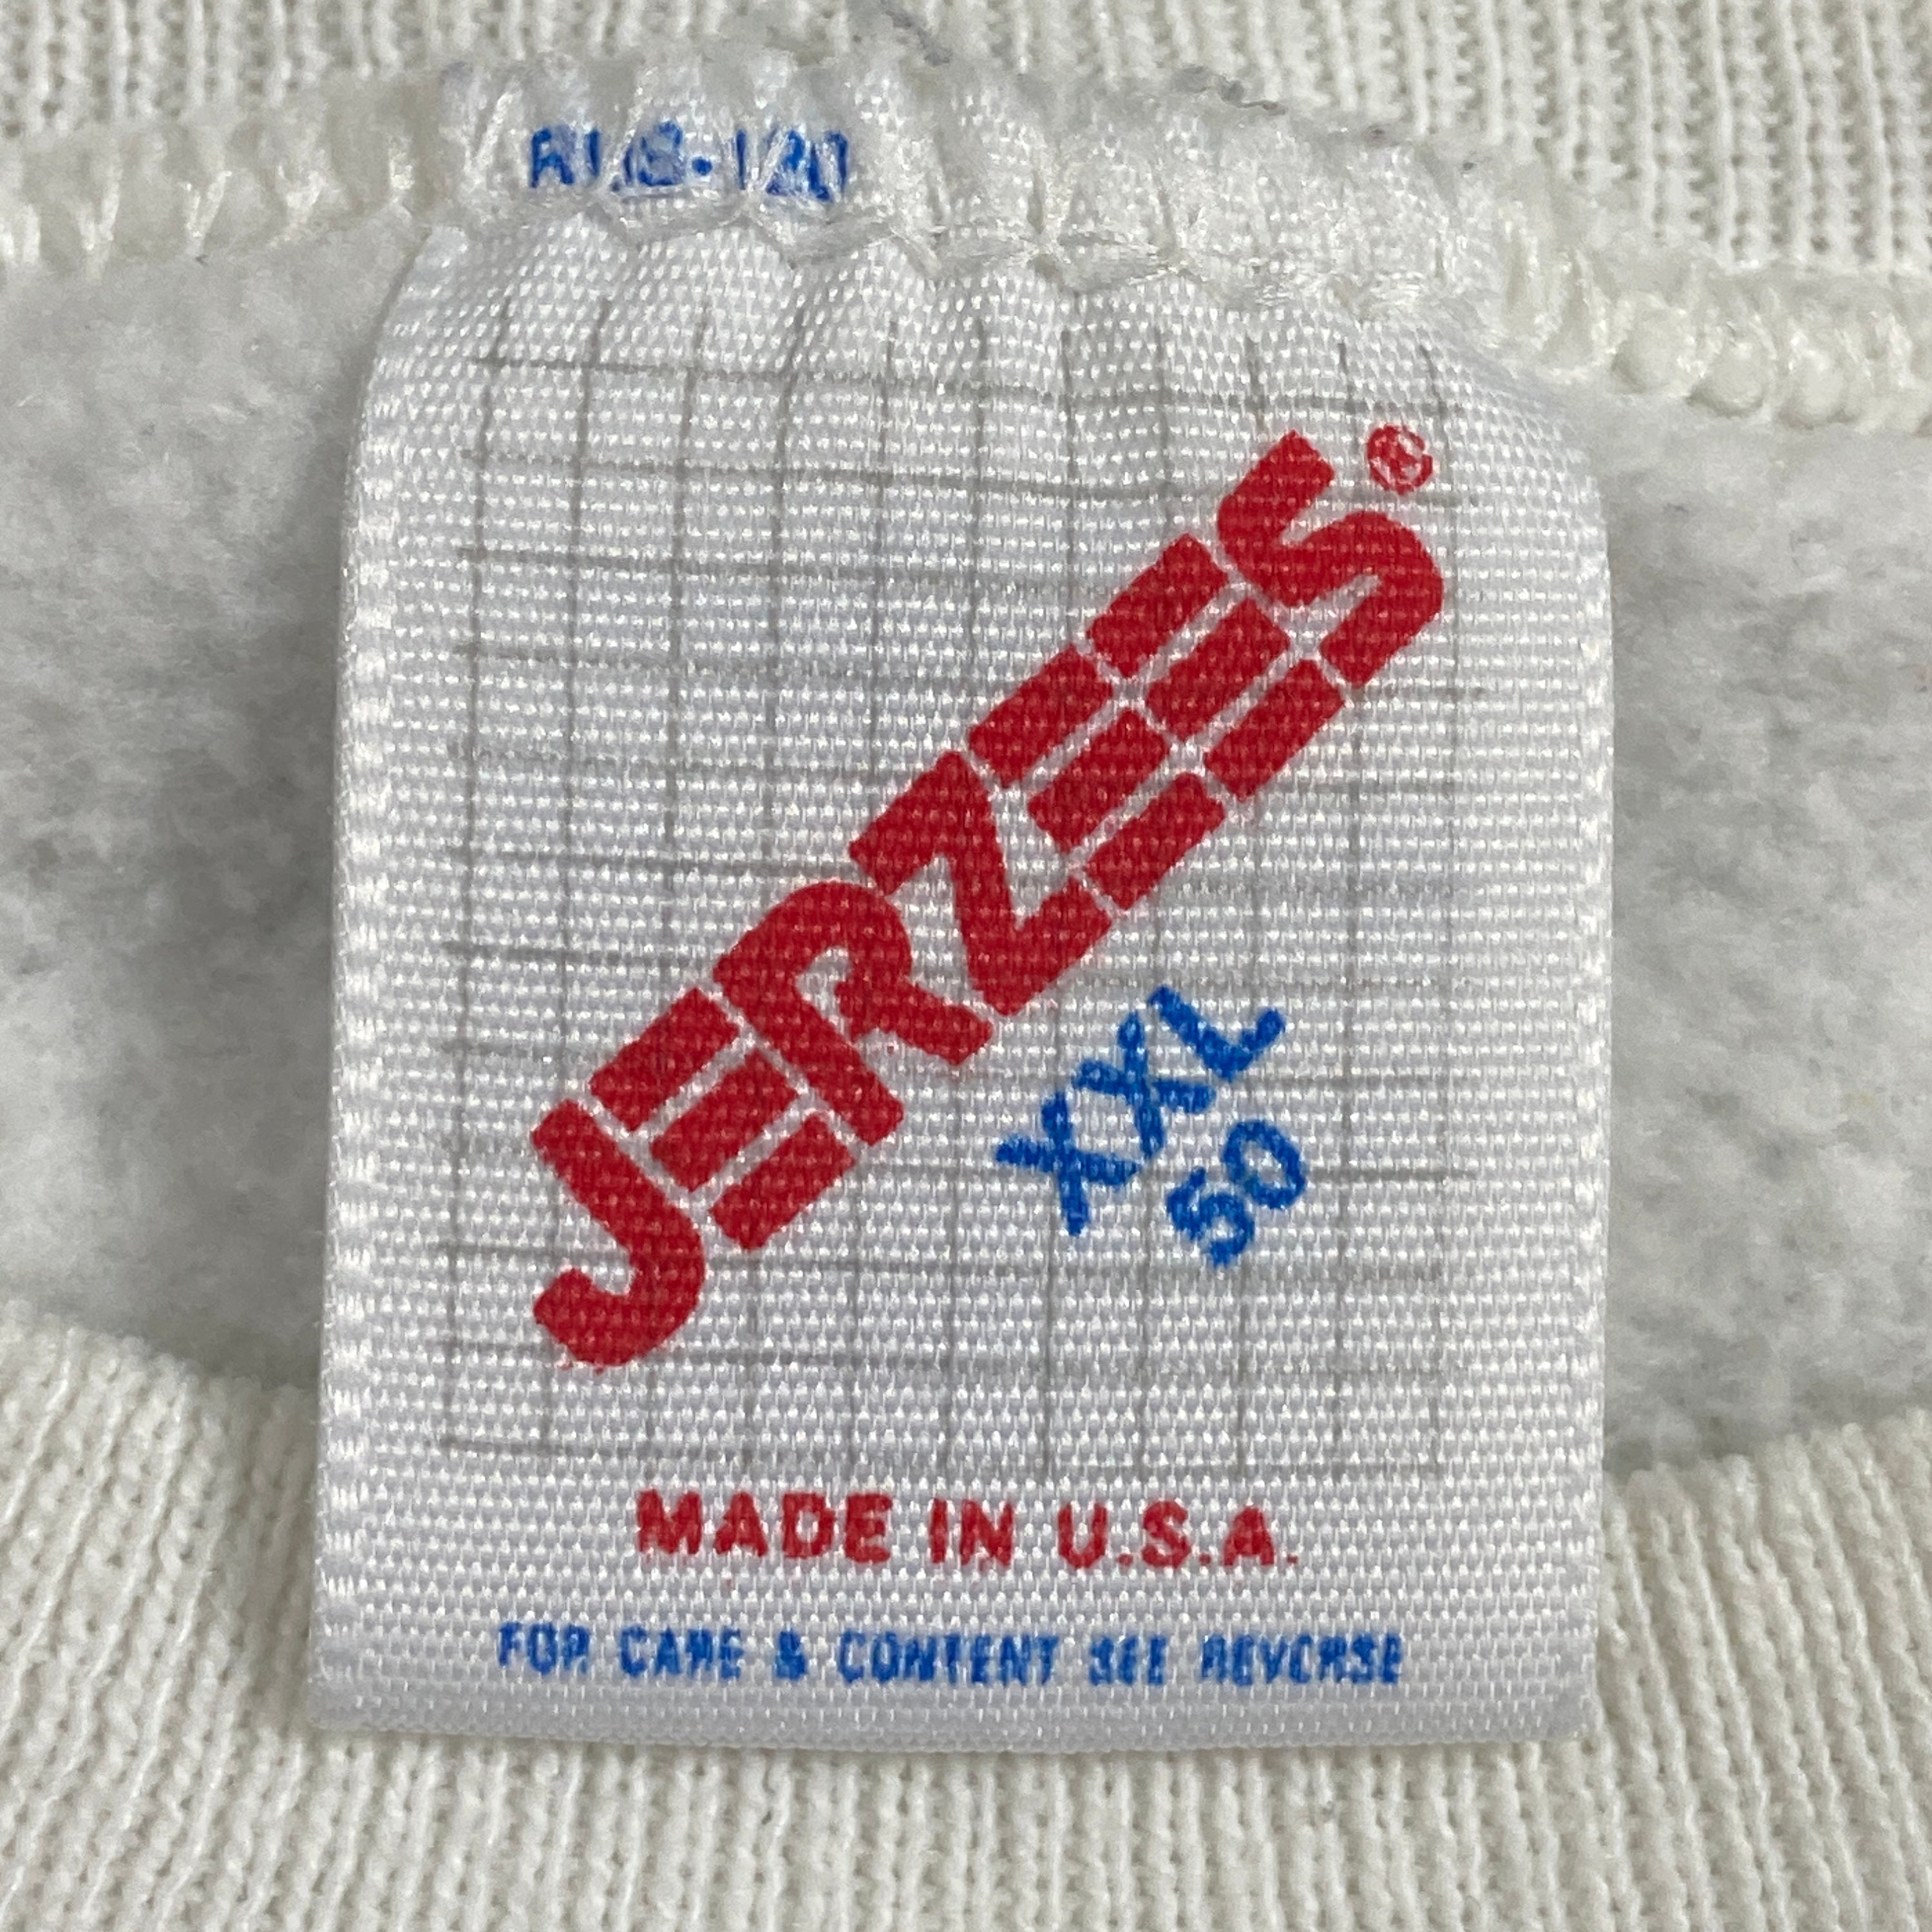 JERZEES®
XXL
50
MADE IN U.S.A.
FOR CARE & CONTENT SEE REVERSE